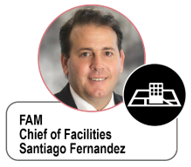 FAM
Chief of Facilities
Santiago Fernandez